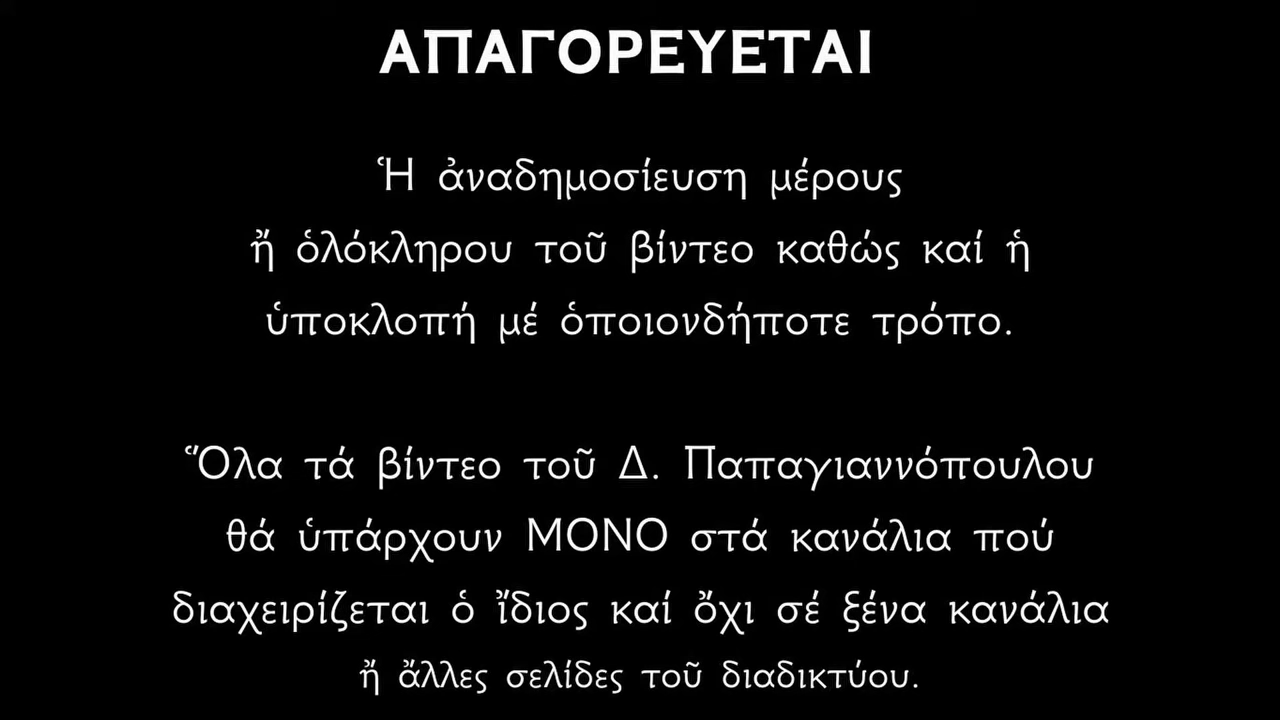 ΑΠΑΓΟΡΕΥΕΤΑΙ
Ἡ ἀναδημοσίευση μέρους
ἤ ὁλόκληρου τοῦ βίντεο καθώς καί ἡ
ὑποκλοπή μέ ὁποιονδήποτε τρόπο.
Ὅλα τά βίντεο τοῦ Δ. Παπαγιαννόπουλου
θά ὑπάρχουν ΜΟΝΟ στά κανάλια πού
διαχειρίζεται ὁ ἴδιος καί ὄχι σέ ξένα κανάλια
ἤ ἄλλες σελίδες τοῦ διαδικτύου.